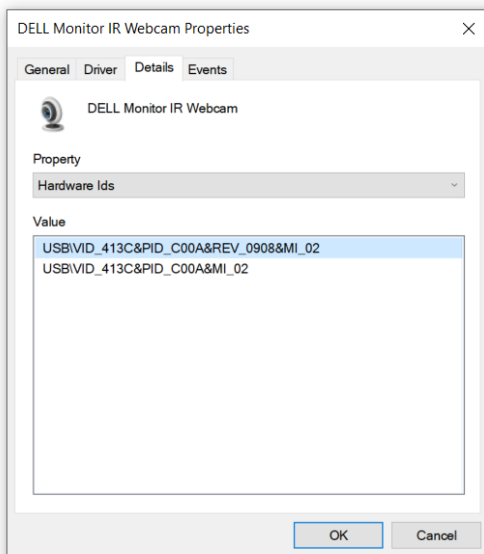 DELL Monitor IR Webcam Properties
General Driver Details Events
DELL Monitor IR Webcam
Property
Hardware Ids
Value
USB\VID_413C&PID_C00A&REV_0908&MI_02
USB\VID_413C&PID_C00A&MI_02
OK Cancel